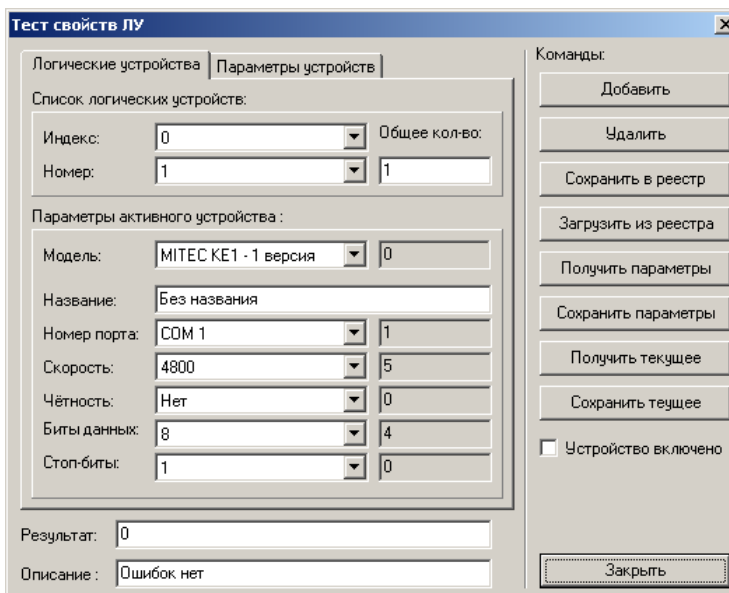 Тест свойств ЛУ
Логические устройства
Параметры устройств
Список логических устройств:
Индекс: 0 Общее кол-во:
Номер: 1 1
Параметры активного устройства :
Модель: MITEC KE1 - 1 версия 0
Название: Без названия
Номер порта: COM 1 1
Скорость: 4800 5
Чётность: Нет 0
Биты данных: 8 4
Стоп-биты: 1 0
Результат: 0
Описание : Ошибок нет
Команды:
Добавить
Удалить
Сохранить в реестр
Загрузить из реестра
Получить параметры
Сохранить параметры
Получить текущее
Сохранить теущее
Устройство включено
Закрыть